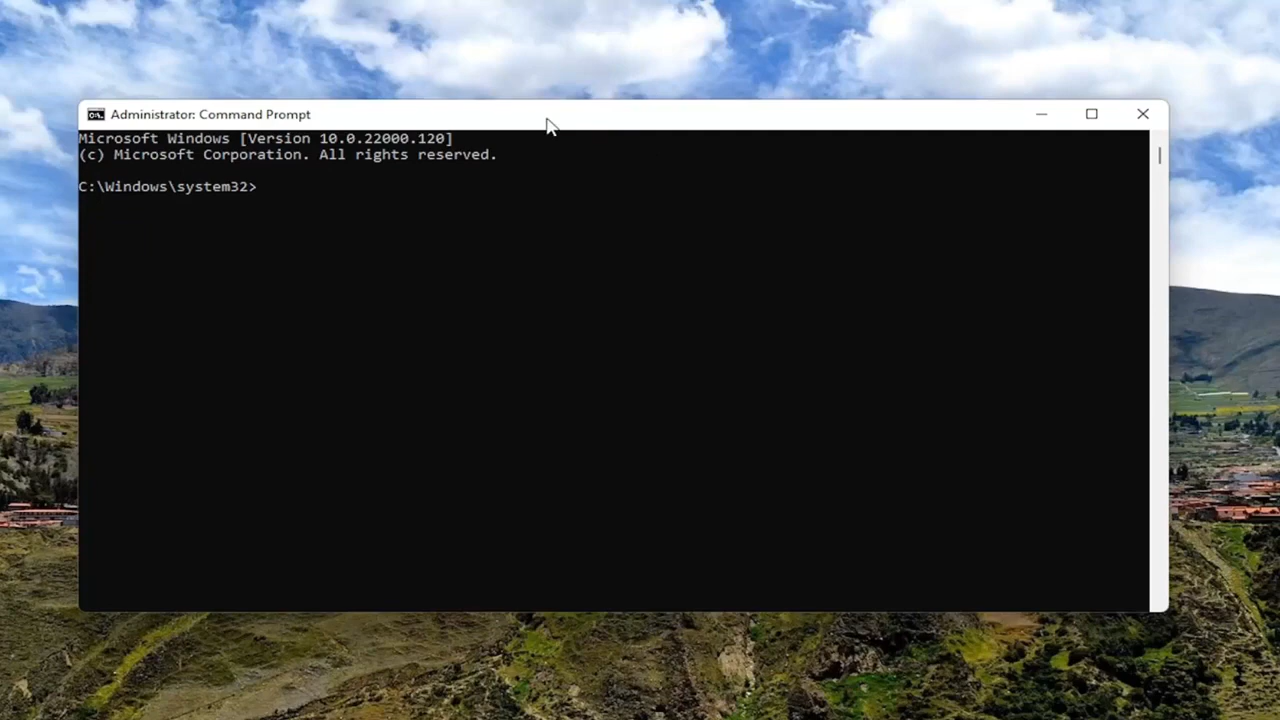 Administrator: Command Prompt
Microsoft Windows [Version 10.0.22000.120]
(c) Microsoft Corporation. All rights reserved.
C:\Windows\system32>